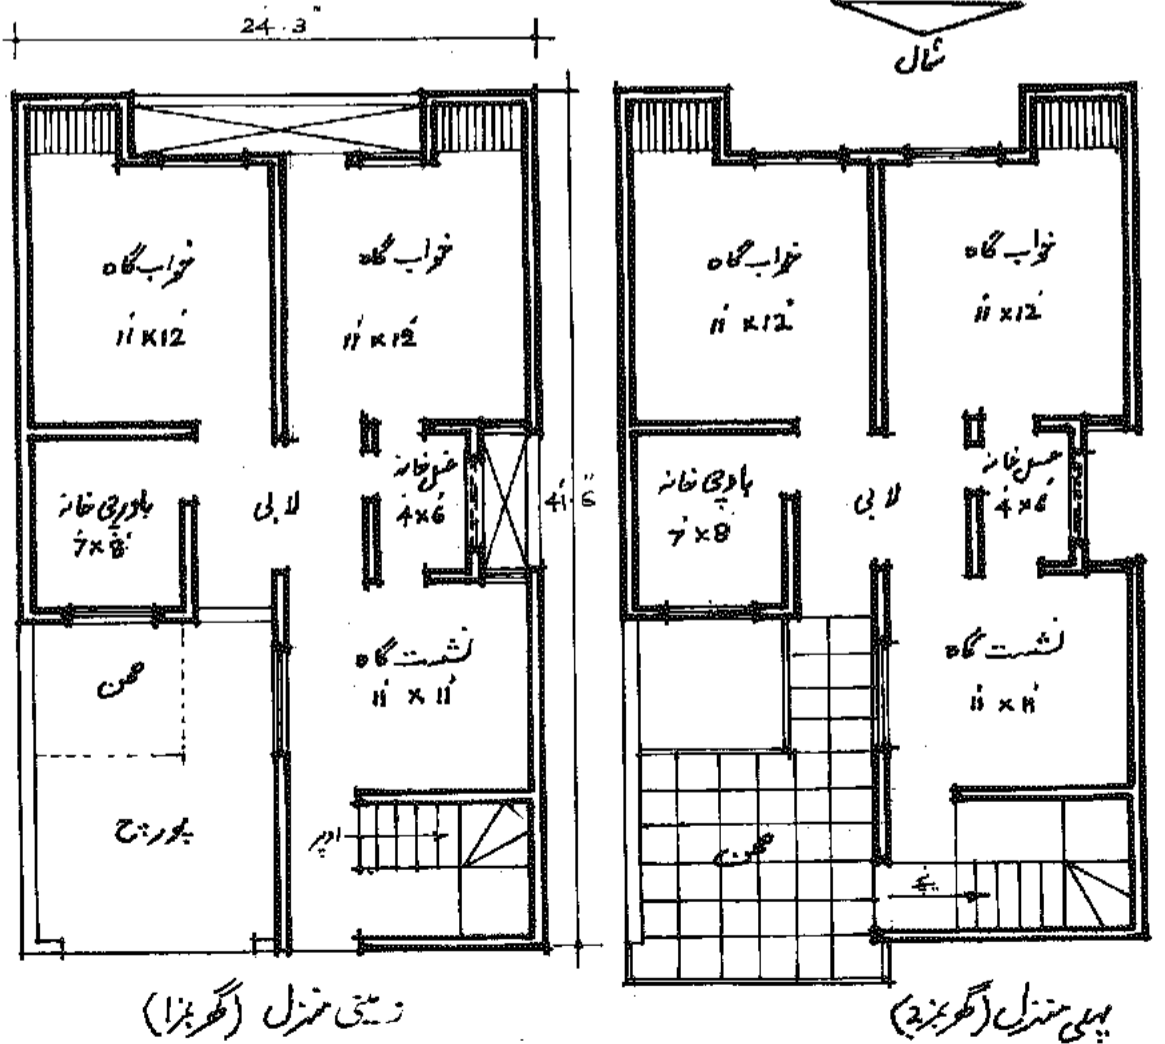 24'.3"
شمال
خواب گاہ
11' x 12'
خواب گاہ
11' x 12'
باورچی خانہ
7' x 8'
لابی
غسل خانہ
4' x 6'
41'.6"
نشست گاہ
11' x 11'
صحن
پورچ
اوپر
زمینی منزل (گھر نمبر 1)
خواب گاہ
11' x 12'
خواب گاہ
11' x 12'
باورچی خانہ
7' x 8'
لابی
غسل خانہ
4' x 6'
نشست گاہ
11' x 11'
صحن
نیچے
پہلی منزل (گھر نمبر 2)